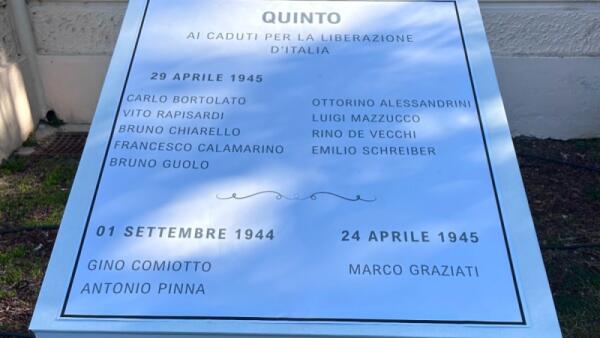 QUINTO
AI CADUTI PER LA LIBERAZIONE
D'ITALIA
29 APRILE 1945
CARLO BORTOLATO
VITO RAPISARDI
BRUNO CHIARELLO
FRANCESCO CALAMARINO
BRUNO GUOLO
OTTORINO ALESSANDRINI
LUIGI MAZZUCCO
RINO DE VECCHI
EMILIO SCHREIBER
01 SETTEMBRE 1944
GINO COMIOTTO
ANTONIO PINNA
24 APRILE 1945
MARCO GRAZIATI